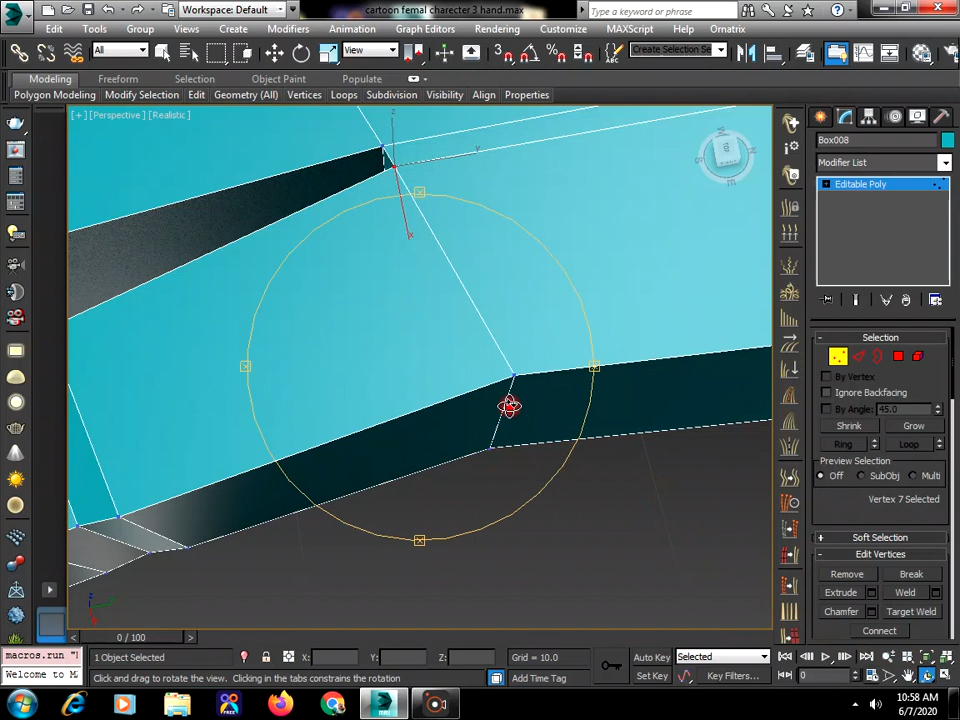 Workspace: Default
cartoon femal charecter 3 hand.max
Type a keyword or phrase
Edit Tools Group Views Create Modifiers Animation Graph Editors Rendering Customize MAXScript Help Ornatrix
All
View
Create Selection Se
Modeling Freeform Selection Object Paint Populate
Polygon Modeling Modify Selection Edit Geometry (All) Vertices Loops Subdivision Visibility Align Properties
[+] [Perspective] [Realistic]
z
y
x
TOP
Box008
Modifier List
Editable Poly
Selection
By Vertex
Ignore Backfacing
By Angle: 45.0
Shrink Grow
Ring Loop
Preview Selection
Off SubObj Multi
Vertex 7 Selected
Soft Selection
Edit Vertices
Remove Break
Extrude Weld
Chamfer Target Weld
Connect
0 / 100
macros.run "
1 Object Selected X: Y: Z: Grid = 10.0 Auto Key Selected
Welcome to M
Click and drag to rotate the view. Clicking in the tabs constrains the rotation Add Time Tag Set Key Key Filters... 0
10:58 AM
6/7/2020